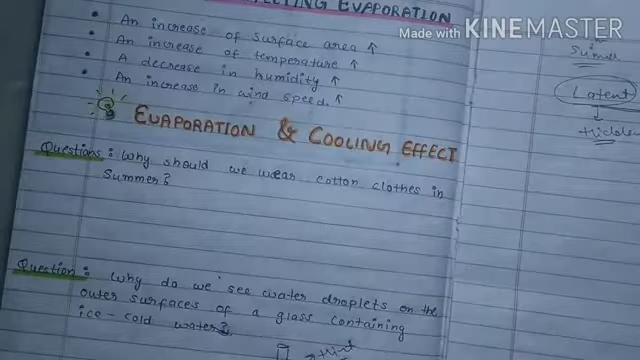 EVAPORATION
Made with KINEMASTER
• An increase of surface area ↑
• An increase of temperature ↑
• A decrease in humidity ↑
• An increase in wind speed. ↑
EVAPORATION & COOLING EFFECT
Questions: Why should we wear cotton clothes in
Summer?
Question: Why do we see water droplets on the
outer surfaces of a glass containing
ice-cold water?
Latent